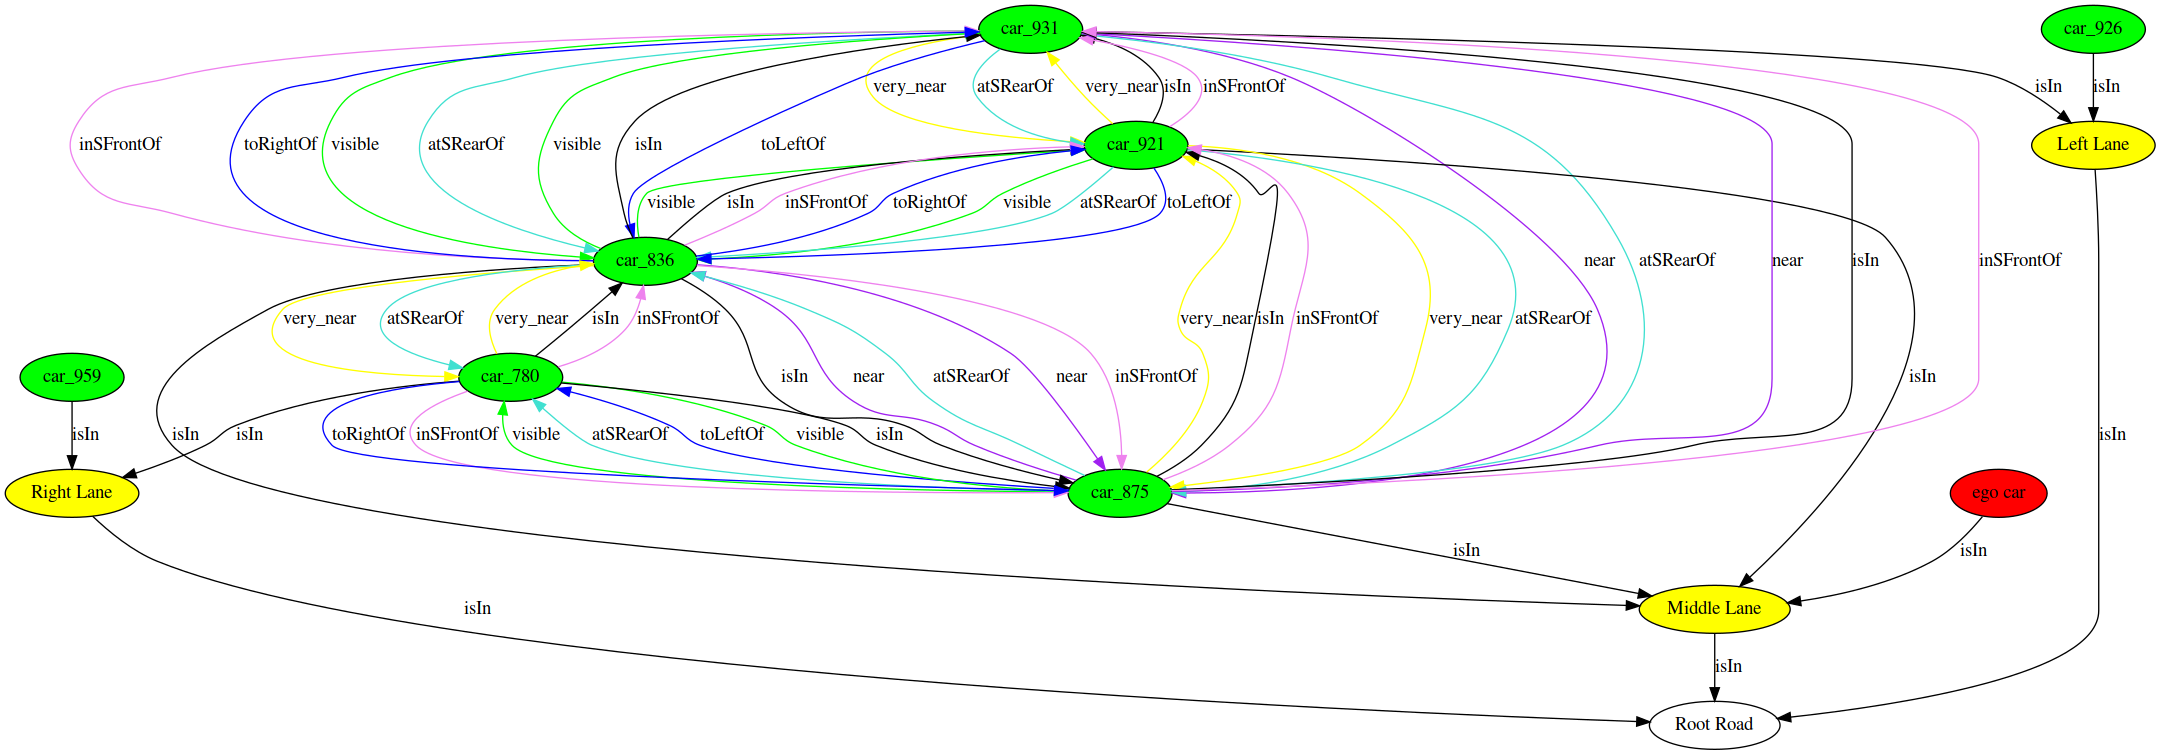 car_931
car_926
inSFrontOf
toRightOf
visible
atSRearOf
visible
isIn
toLeftOf
very_near
atSRearOf
very_near
isIn
inSFrontOf
isIn
isIn
car_921
Left Lane
visible
isIn
inSFrontOf
toRightOf
visible
atSRearOf
toLeftOf
car_836
near
atSRearOf
near
isIn
inSFrontOf
very_near
atSRearOf
very_near
isIn
inSFrontOf
very_near
isIn
inSFrontOf
very_near
atSRearOf
car_959
car_780
isIn
near
atSRearOf
near
inSFrontOf
isIn
isIn
isIn
isIn
toRightOf
inSFrontOf
visible
atSRearOf
toLeftOf
visible
isIn
isIn
Right Lane
car_875
ego car
isIn
isIn
isIn
Middle Lane
isIn
Root Road